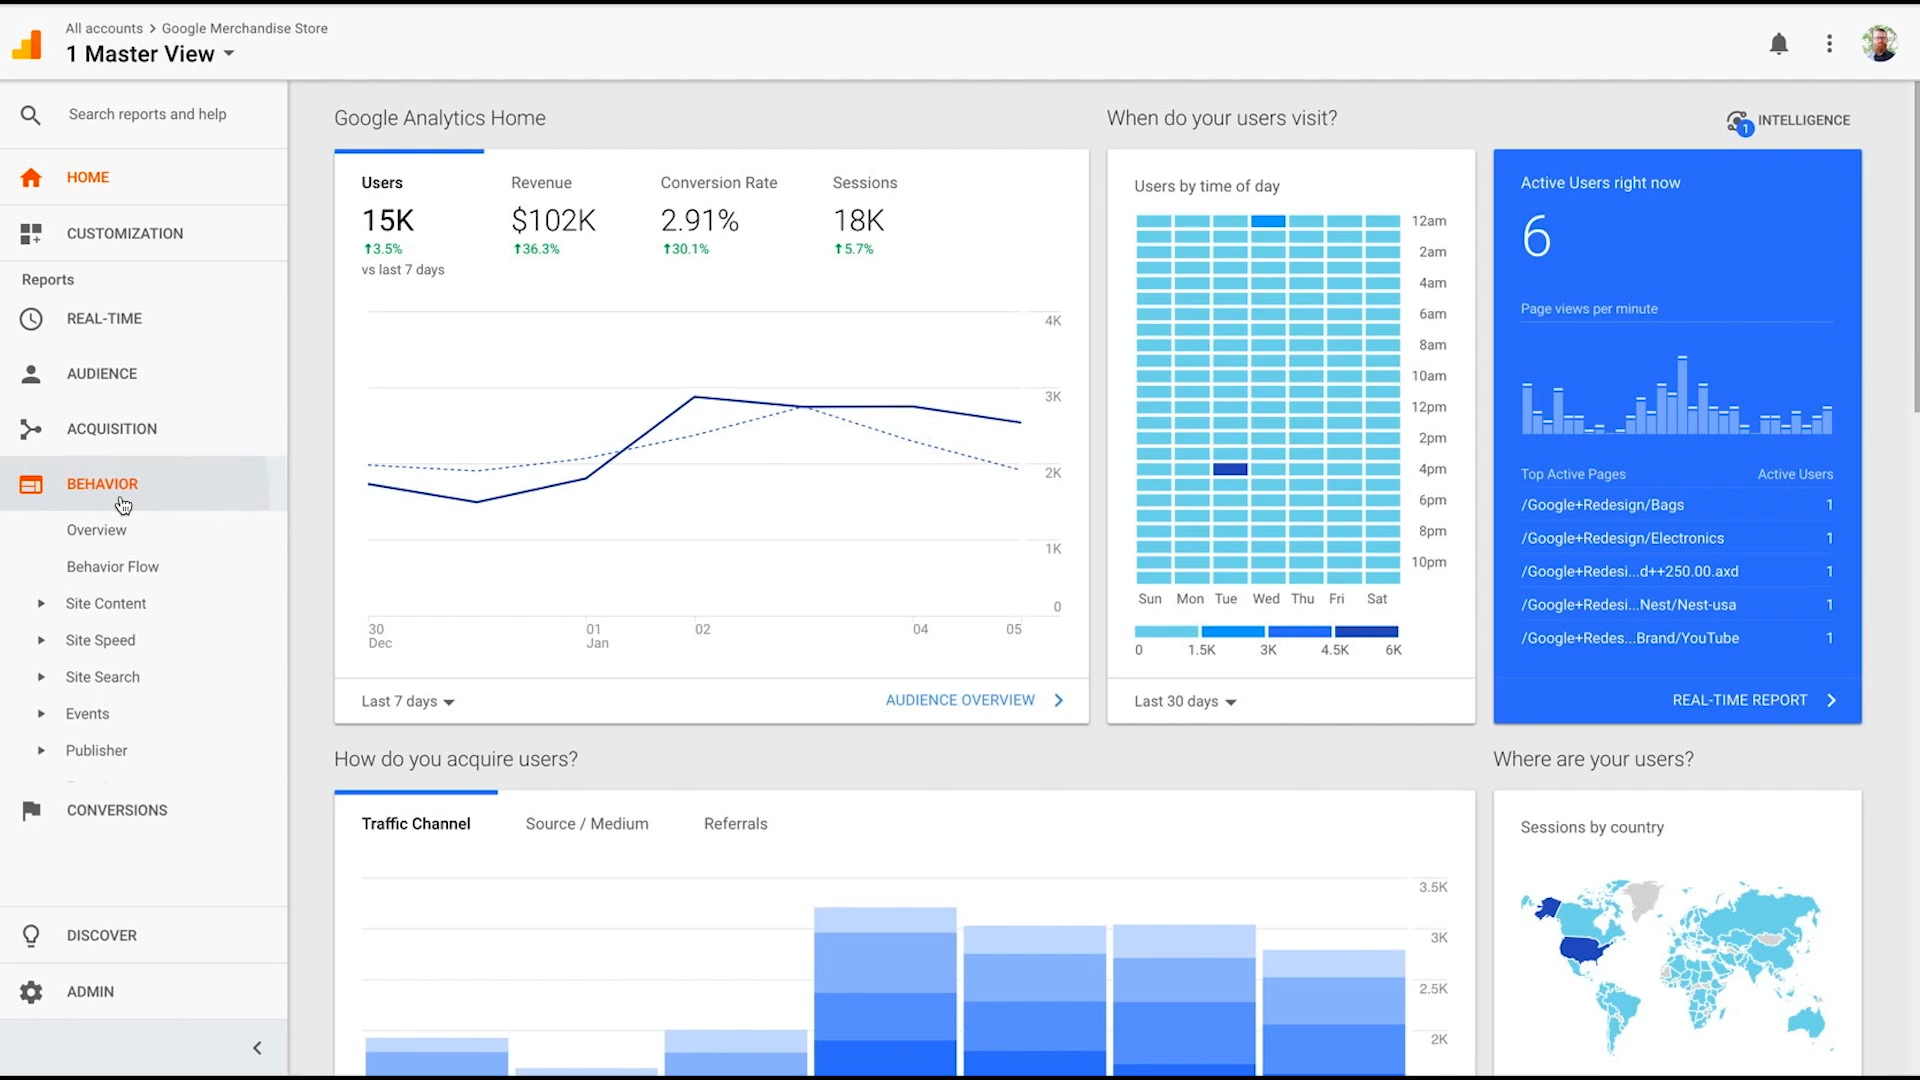 All accounts > Google Merchandise Store
1 Master View
Search reports and help
HOME
CUSTOMIZATION
Reports
REAL-TIME
AUDIENCE
ACQUISITION
BEHAVIOR
Overview
Behavior Flow
Site Content
Site Speed
Site Search
Events
Publisher
CONVERSIONS
DISCOVER
ADMIN
Google Analytics Home
Users
15K
3.5%
vs last 7 days
Revenue
$102K
36.3%
Conversion Rate
2.91%
30.1%
Sessions
18K
5.7%
4K
3K
2K
1K
0
30 01 02 04 05
Dec Jan
Last 7 days
AUDIENCE OVERVIEW
When do your users visit?
Users by time of day
12am
2am
4am
6am
8am
10am
12pm
2pm
4pm
6pm
8pm
10pm
Sun Mon Tue Wed Thu Fri Sat
0 1.5K 3K 4.5K 6K
Last 30 days
1 INTELLIGENCE
Active Users right now
6
Page views per minute
Top Active Pages Active Users
/Google+Redesign/Bags 1
/Google+Redesign/Electronics 1
/Google+Redesi...d++250.00.axd 1
/Google+Redesi...Nest/Nest-usa 1
/Google+Redes...Brand/YouTube 1
REAL-TIME REPORT
How do you acquire users?
Traffic Channel Source / Medium Referrals
3.5K
3K
2.5K
2K
Where are your users?
Sessions by country